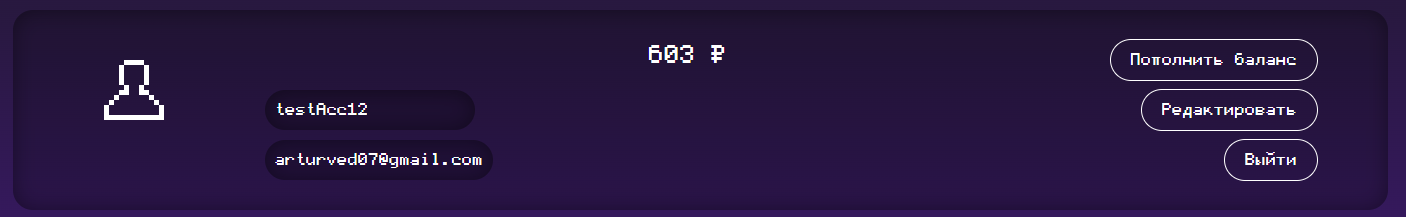 603 ₽
Пополнить баланс
testAcc12
Редактировать
arturved07@gmail.com
Выйти